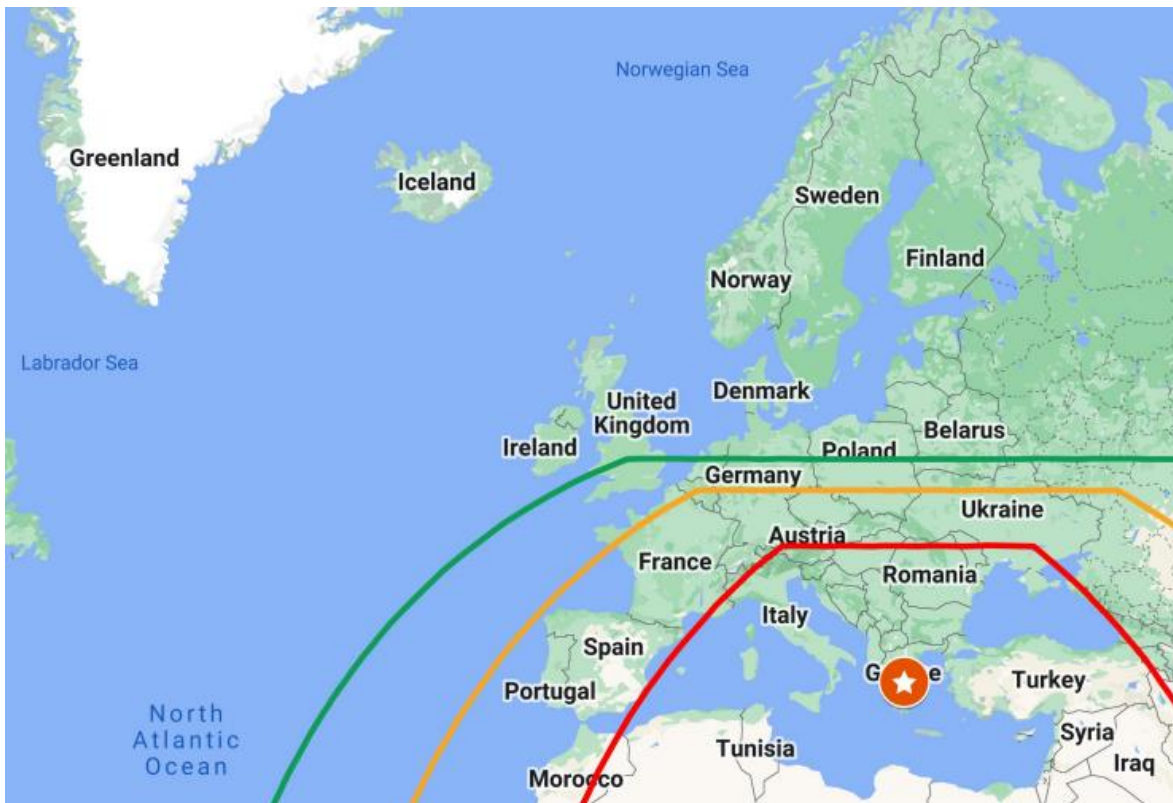 Norwegian Sea
Greenland
Iceland
Sweden
Finland
Norway
Labrador Sea
Denmark
United
Kingdom
Belarus
Ireland
Poland
Germany
Ukraine
Austria
France
Romania
Italy
Spain
Turkey
Portugal
North
Atlantic
Ocean
Syria
Tunisia
Iraq
Morocco